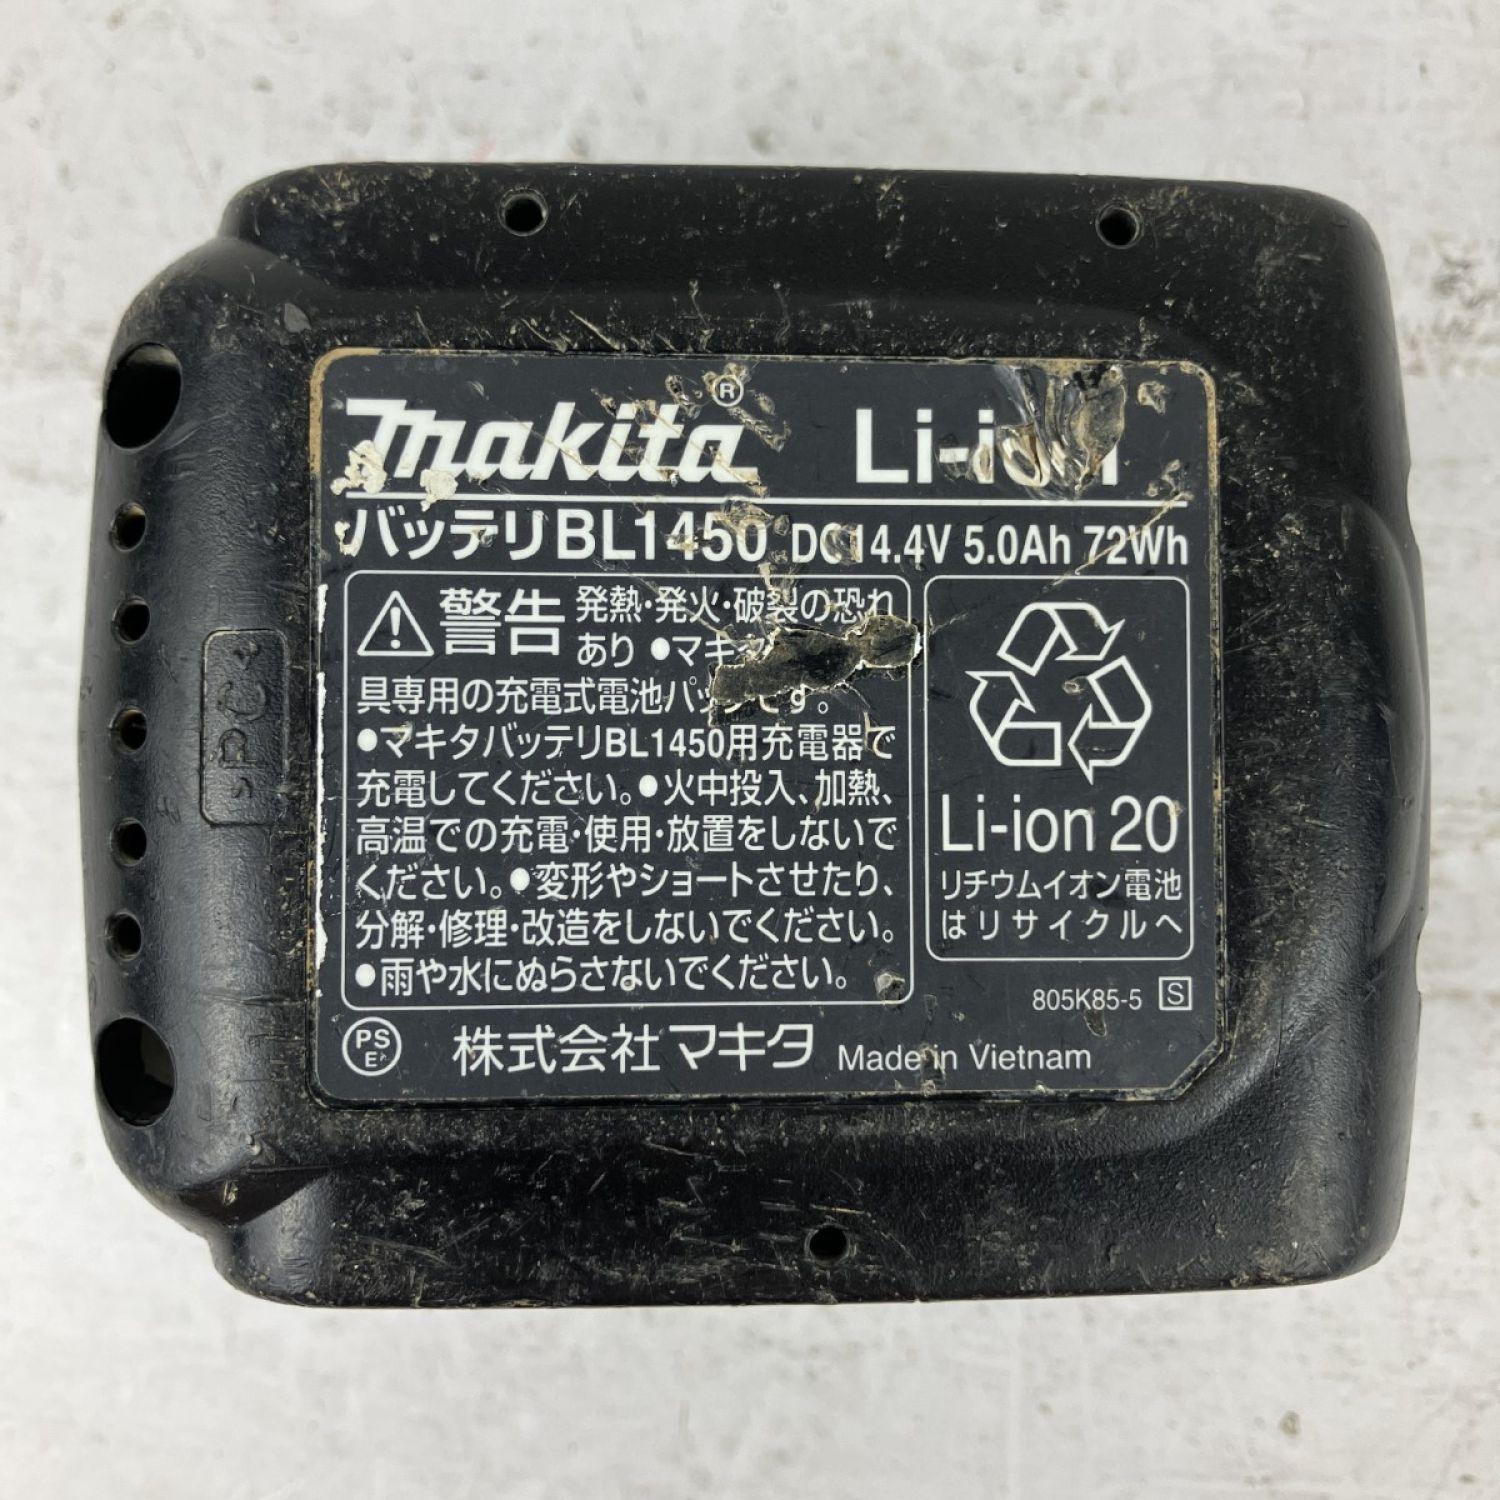 makita® Li-ion
バッテリBL1450 DC14.4V 5.0Ah 72Wh
警告 発熱・発火・破裂の恐れ
あり ●マキタ
具専用の充電式電池パックです。
●マキタバッテリBL1450用充電器で
充電してください。●火中投入、加熱、
高温での充電・使用・放置をしないで
ください。●変形やショートさせたり、
分解・修理・改造をしないでください。
●雨や水にぬらさないでください。
Li-ion 20
リチウムイオン電池
はリサイクルへ
805K85-5 S
PSE 株式会社マキタ Made in Vietnam
>PC<